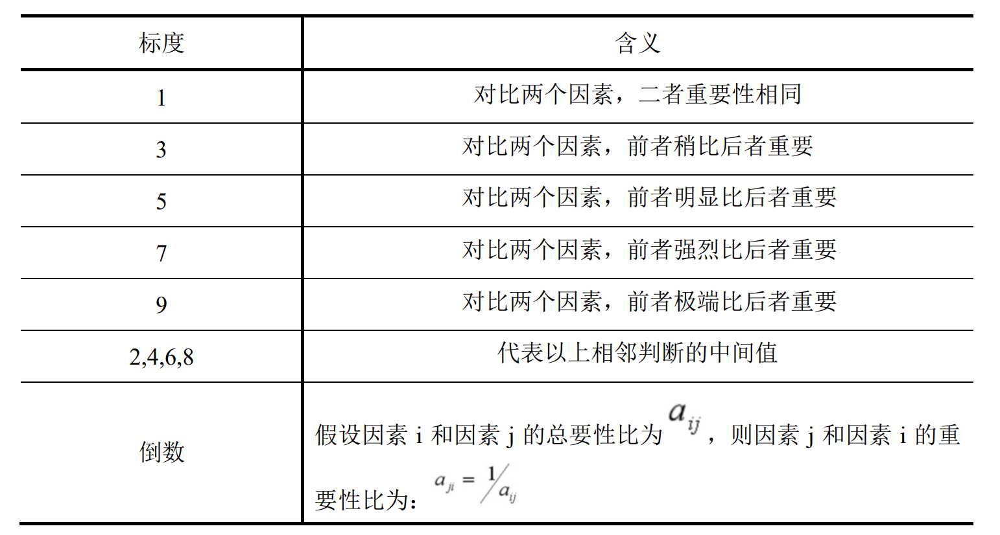 标度 含义
1 对比两个因素，二者重要性相同
3 对比两个因素，前者稍比后者重要
5 对比两个因素，前者明显比后者重要
7 对比两个因素，前者强烈比后者重要
9 对比两个因素，前者极端比后者重要
2,4,6,8 代表以上相邻判断的中间值
倒数 假设因素 i 和因素 j 的总要性比为 a_{ij}，则因素 j 和因素 i 的重
要性比为：a_{ji} = 1/a_{ij}